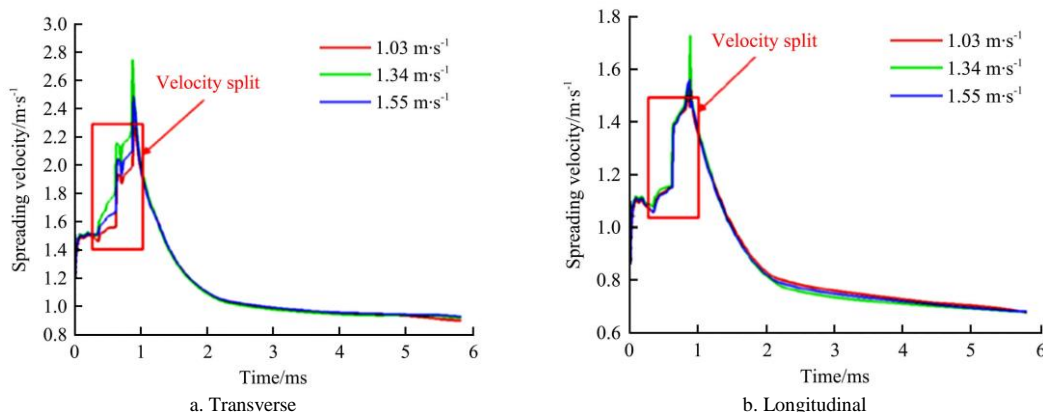 3.0
2.8
2.6
2.4
2.2
2.0
1.8
1.6
1.4
1.2
1.0
0.8
Spreading velocity/m·s⁻¹
1.03 m·s⁻¹
1.34 m·s⁻¹
1.55 m·s⁻¹
Velocity split
0 1 2 3 4 5 6
Time/ms
a. Transverse
1.8
1.6
1.4
1.2
1.0
0.8
0.6
Spreading velocity/m·s⁻¹
Velocity split
1.03 m·s⁻¹
1.34 m·s⁻¹
1.55 m·s⁻¹
0 1 2 3 4 5 6
Time/ms
b. Longitudinal